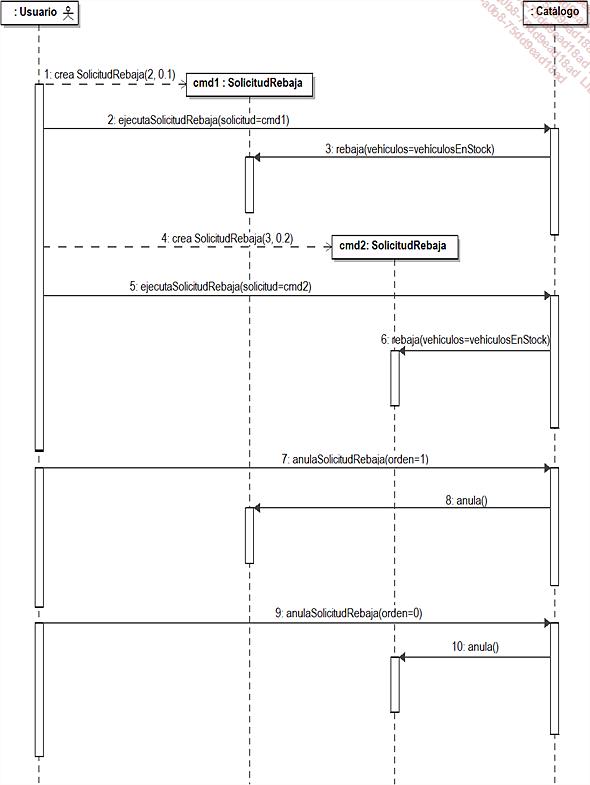 : Usuario
: Catálogo
1: crea SolicitudRebaja(2, 0.1)
cmd1 : SolicitudRebaja
2: ejecutaSolicitudRebaja(solicitud=cmd1)
3: rebaja(vehículos=vehículosEnStock)
4: crea SolicitudRebaja(3, 0.2)
cmd2: SolicitudRebaja
5: ejecutaSolicitudRebaja(solicitud=cmd2)
6: rebaja(vehículos=vehículosEnStock)
7: anulaSolicitudRebaja(orden=1)
8: anula()
9: anulaSolicitudRebaja(orden=0)
10: anula()